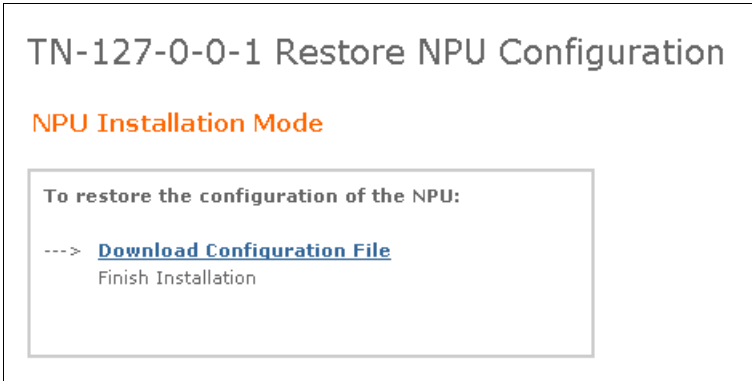 TN-127-0-0-1 Restore NPU Configuration
NPU Installation Mode
To restore the configuration of the NPU:
---> Download Configuration File
Finish Installation